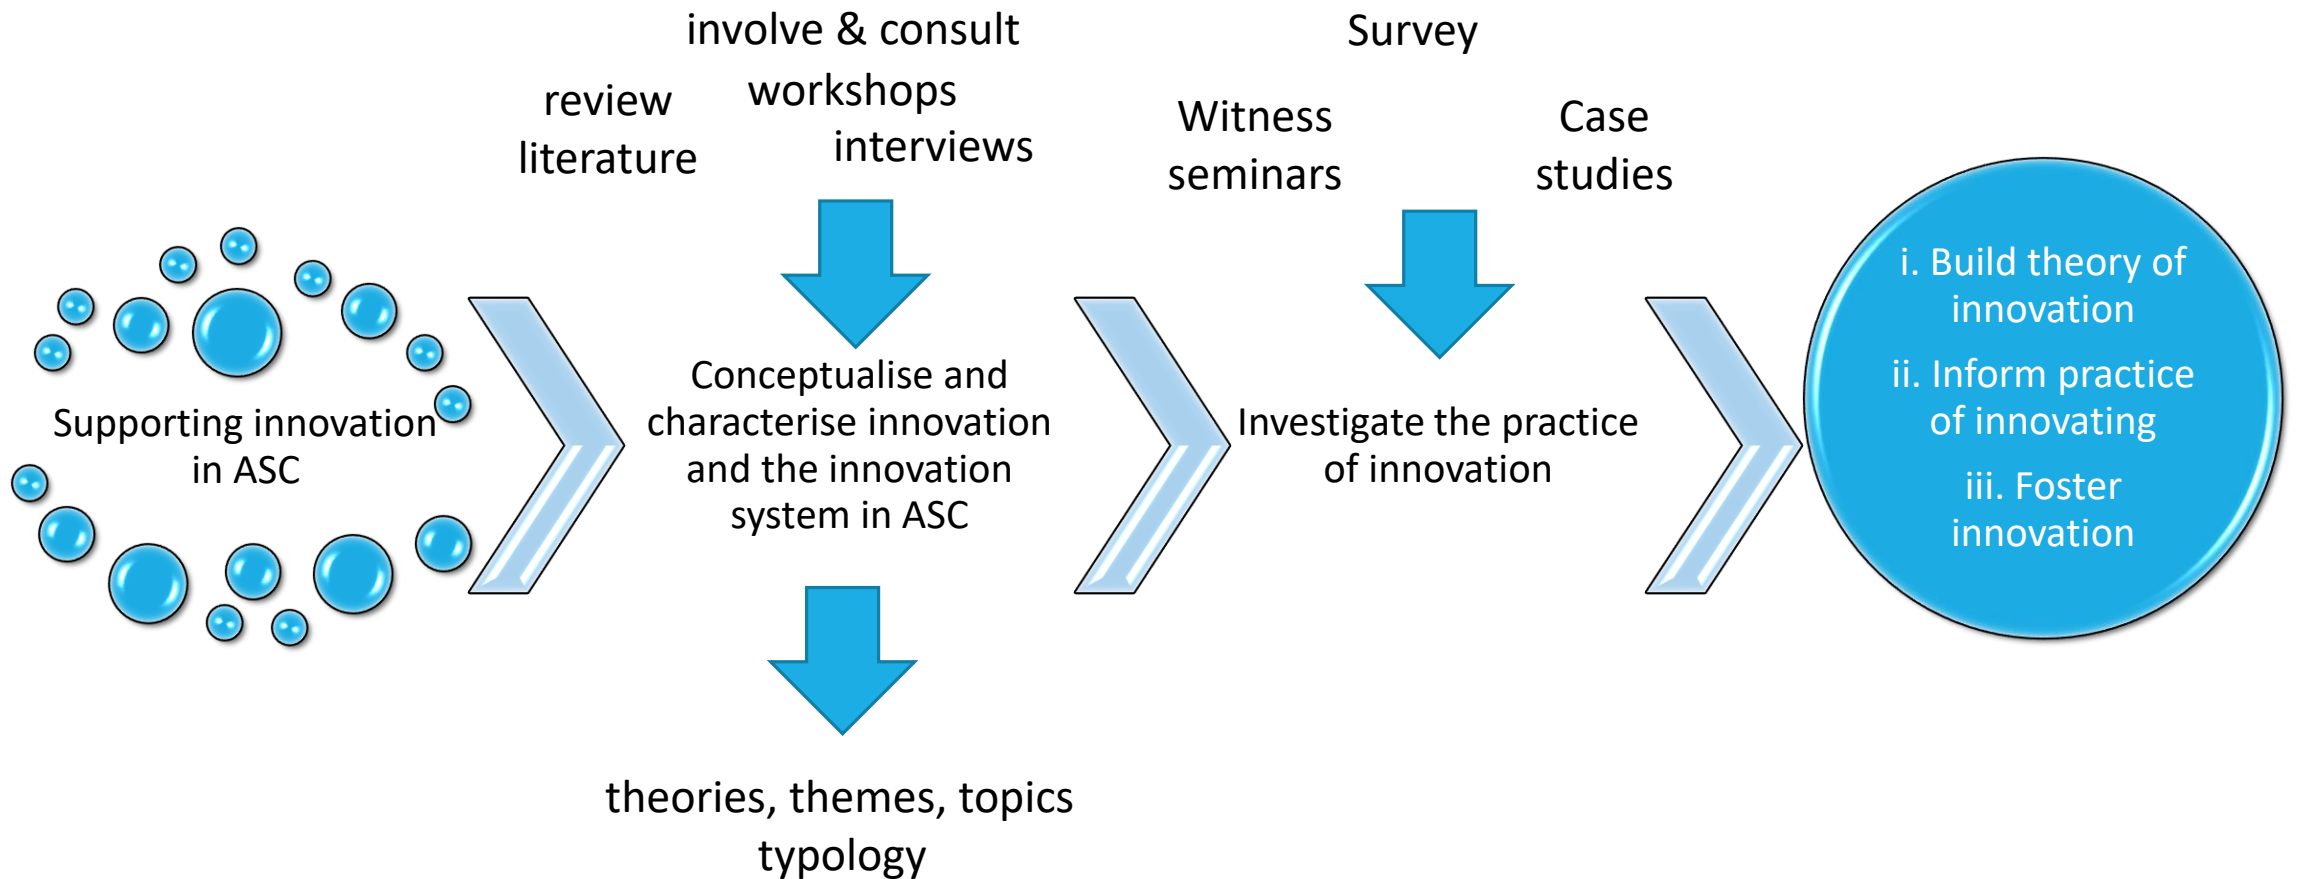 involve & consult
workshops
interviews
review
literature
Survey
Witness
seminars
Case
studies
Supporting innovation
in ASC
Conceptualise and
characterise innovation
and the innovation
system in ASC
Investigate the practice
of innovation
i. Build theory of
innovation
ii. Inform practice
of innovating
iii. Foster
innovation
theories, themes, topics
typology